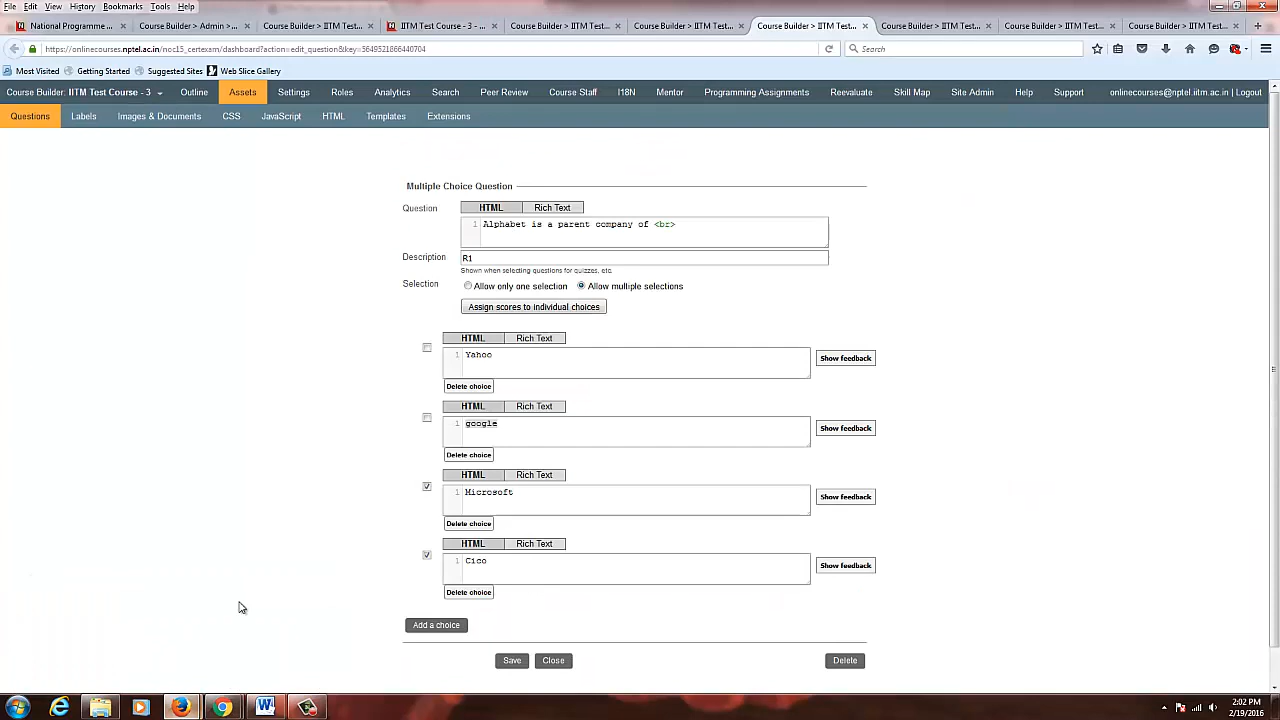 File Edit View History Bookmarks Tools Help
National Programme ... Course Builder > Admin > ... Course Builder > IITM Test... IITM Test Course - 3 - ... Course Builder > IITM Test... Course Builder > IITM Test... Course Builder > IITM Test... Course Builder > IITM Test... Course Builder > IITM Test... Course Builder > IITM Test...
https://onlinecourses.nptel.ac.in/noc15_certexam/dashboard?action=edit_question&key=5649521866440704 Search
Most Visited Getting Started Suggested Sites Web Slice Gallery
Course Builder: IITM Test Course - 3 Outline Assets Settings Roles Analytics Search Peer Review Course Staff I18N Mentor Programming Assignments Reevaluate Skill Map Site Admin Help Support onlinecourses@nptel.iitm.ac.in | Logout
Questions Labels Images & Documents CSS JavaScript HTML Templates Extensions
Multiple Choice Question
Question HTML Rich Text
1 Alphabet is a parent company of <br>
Description R1
Shown when selecting questions for quizzes, etc.
Selection Allow only one selection Allow multiple selections
Assign scores to individual choices
HTML Rich Text
1 Yahoo Show feedback
Delete choice
HTML Rich Text
1 google Show feedback
Delete choice
HTML Rich Text
1 Microsoft Show feedback
Delete choice
HTML Rich Text
1 Cico Show feedback
Delete choice
Add a choice
Save Close Delete
2:02 PM
2/19/2016